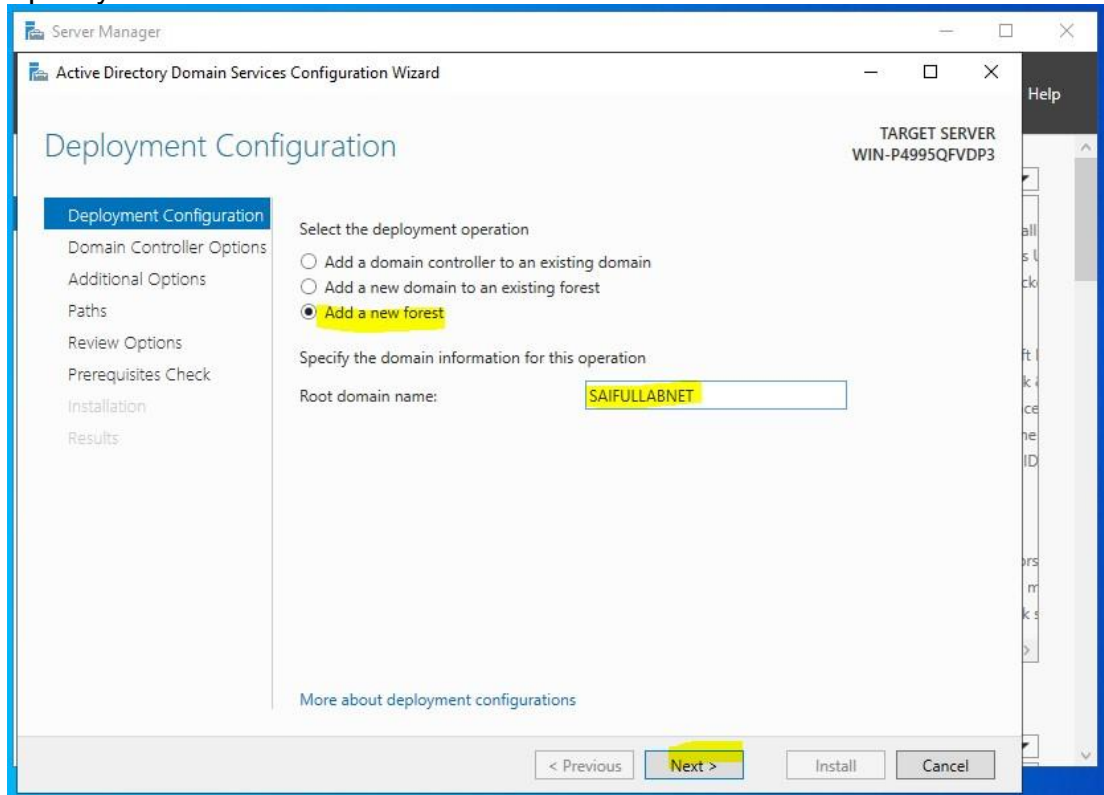 Server Manager
Active Directory Domain Services Configuration Wizard
Help
Deployment Configuration
TARGET SERVER
WIN-P4995QFVDP3
Deployment Configuration
Domain Controller Options
Additional Options
Paths
Review Options
Prerequisites Check
Installation
Results
Select the deployment operation
Add a domain controller to an existing domain
Add a new domain to an existing forest
Add a new forest
Specify the domain information for this operation
Root domain name:
SAIFULLABNET
More about deployment configurations
< Previous
Next >
Install
Cancel